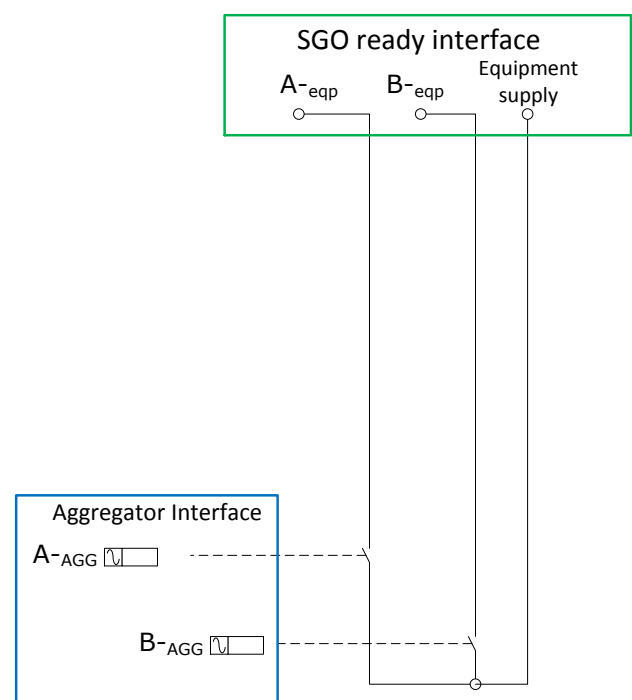 SGO ready interface
A-eqp
B-eqp
Equipment
supply
Aggregator Interface
A-AGG
B-AGG